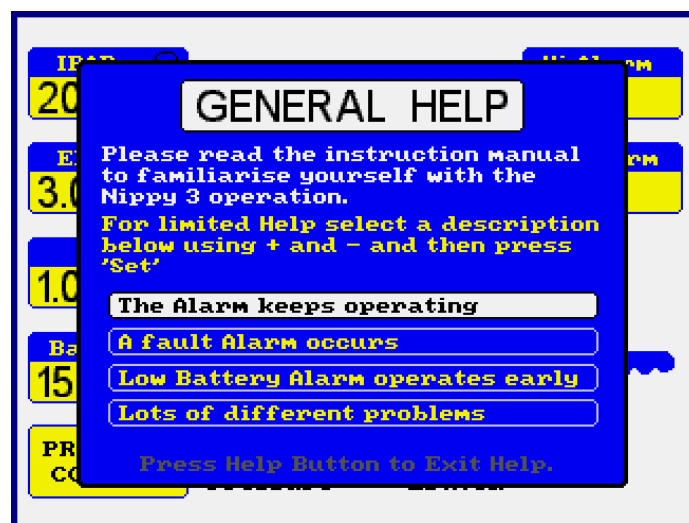 20
3.0
1.0
15
GENERAL HELP
Please read the instruction manual
to familiarise yourself with the
Nippy 3 operation.
For limited Help select a description
below using + and - and then press
'Set'
The Alarm keeps operating
A fault Alarm occurs
Low Battery Alarm operates early
Lots of different problems
Press Help Button to Exit Help.